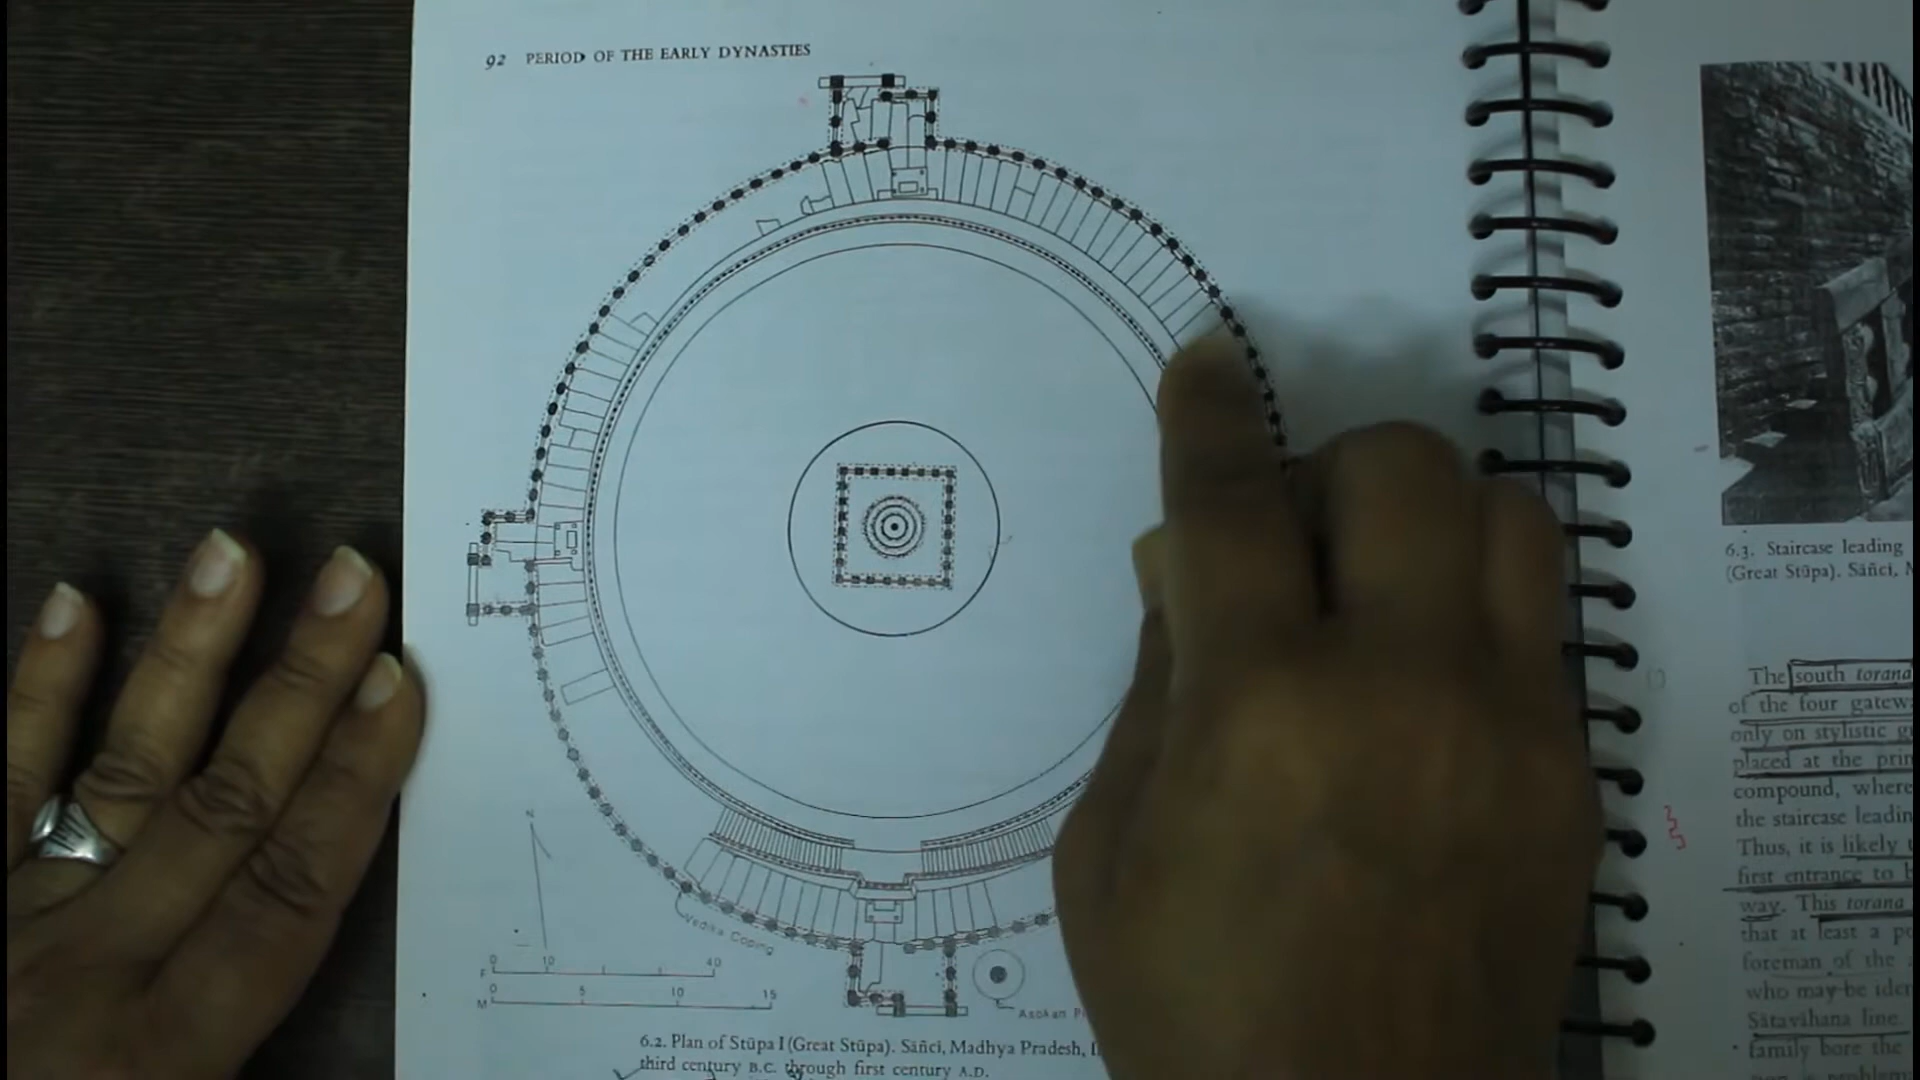 92 PERIOD OF THE EARLY DYNASTIES
N
Vedika Coping
F 0 10 40
M 0 5 10 15
Asokan
6.2. Plan of Stūpa I (Great Stūpa). Sāñcī, Madhya Pradesh,
third century B.C. through first century A.D.
6.3. Staircase leading
(Great Stūpa). Sāñcī,
The south torana
of the four
only on stylistic
placed at the
compound, where
the staircase
Thus, it is likely
first entrance to
way. This torana
that at least a
foreman of the
who may be
Sātavāhana line.
family bore the